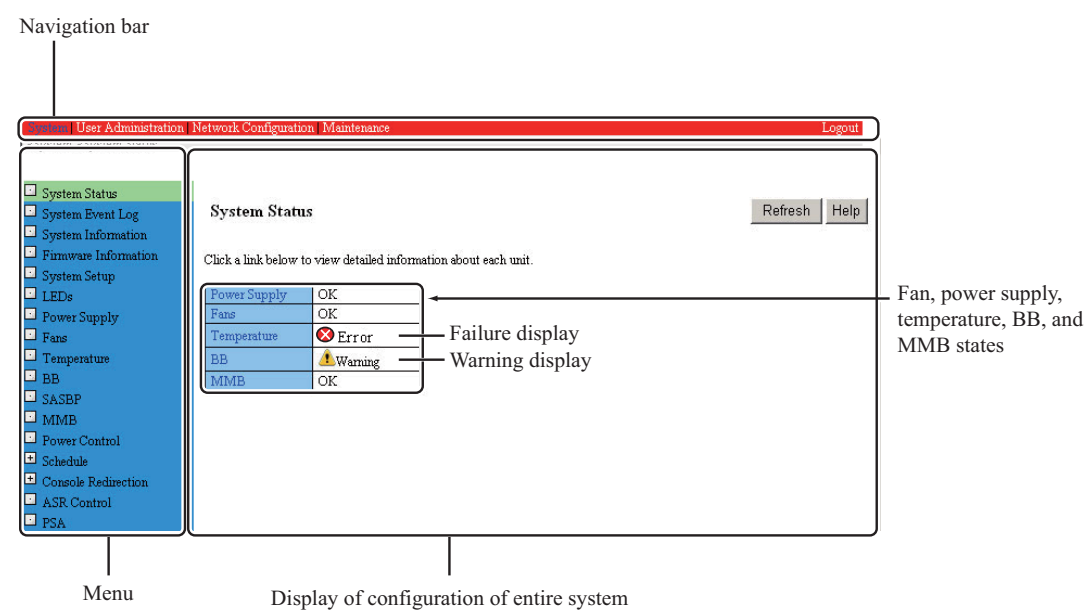 Navigation bar
System | User Administration | Network Configuration | Maintenance Logout
System Status
System Event Log
System Information
Firmware Information
System Setup
LEDs
Power Supply
Fans
Temperature
BB
SASBP
MMB
Power Control
Schedule
Console Redirection
ASR Control
PSA
System Status Refresh Help
Click a link below to view detailed information about each unit.
Power Supply OK
Fans OK
Temperature Error
BB Warning
MMB OK
Failure display
Warning display
Fan, power supply,
temperature, BB, and
MMB states
Menu
Display of configuration of entire system